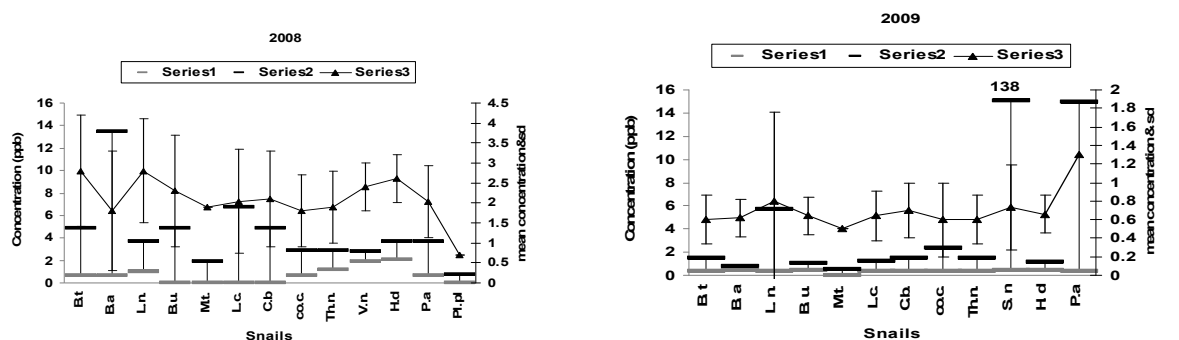 2008
Series1 Series2 Series3
Concentration (ppb)
16
14
12
10
8
6
4
2
0
4.5
4
3.5
3
2.5
2
1.5
1
0.5
0
mean concentration&sd
B.t
B.a
L.n.
B.u
M.t.
L.c.
C.b
co.c.
Th.n.
V.n.
H.d
P.a
Pl.pl
Snails
2009
Series1 Series2 Series3
Concentration (ppb)
16
14
12
10
8
6
4
2
0
138
2
1.8
1.6
1.4
1.2
1
0.8
0.6
0.4
0.2
0
mean concentration & sd
B.t
B.a
L.n.
B.u
M.t.
L.c.
C.b.
co.c.
Th.n.
S.n
H.d
P.a
Snails